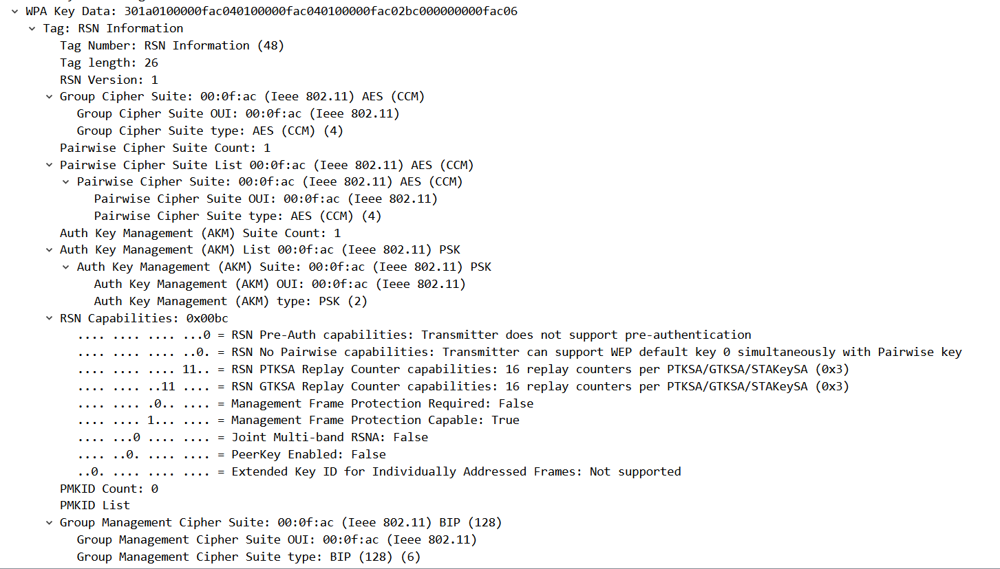 WPA Key Data: 301a0100000fac040100000fac040100000fac02bc000000000fac06
Tag: RSN Information
Tag Number: RSN Information (48)
Tag length: 26
RSN Version: 1
Group Cipher Suite: 00:0f:ac (Ieee 802.11) AES (CCM)
Group Cipher Suite OUI: 00:0f:ac (Ieee 802.11)
Group Cipher Suite type: AES (CCM) (4)
Pairwise Cipher Suite Count: 1
Pairwise Cipher Suite List 00:0f:ac (Ieee 802.11) AES (CCM)
Pairwise Cipher Suite: 00:0f:ac (Ieee 802.11) AES (CCM)
Pairwise Cipher Suite OUI: 00:0f:ac (Ieee 802.11)
Pairwise Cipher Suite type: AES (CCM) (4)
Auth Key Management (AKM) Suite Count: 1
Auth Key Management (AKM) List 00:0f:ac (Ieee 802.11) PSK
Auth Key Management (AKM) Suite: 00:0f:ac (Ieee 802.11) PSK
Auth Key Management (AKM) OUI: 00:0f:ac (Ieee 802.11)
Auth Key Management (AKM) type: PSK (2)
RSN Capabilities: 0x00bc
.... .... .... ...0 = RSN Pre-Auth capabilities: Transmitter does not support pre-authentication
.... .... .... ..0. = RSN No Pairwise capabilities: Transmitter can support WEP default key 0 simultaneously with Pairwise key
.... .... .... 11.. = RSN PTKSA Replay Counter capabilities: 16 replay counters per PTKSA/GTKSA/STAKeySA (0x3)
.... .... ..11 .... = RSN GTKSA Replay Counter capabilities: 16 replay counters per PTKSA/GTKSA/STAKeySA (0x3)
.... .... .0.. .... = Management Frame Protection Required: False
.... .... 1... .... = Management Frame Protection Capable: True
.... ...0 .... .... = Joint Multi-band RSNA: False
.... ..0. .... .... = PeerKey Enabled: False
..0. .... .... .... = Extended Key ID for Individually Addressed Frames: Not supported
PMKID Count: 0
PMKID List
Group Management Cipher Suite: 00:0f:ac (Ieee 802.11) BIP (128)
Group Management Cipher Suite OUI: 00:0f:ac (Ieee 802.11)
Group Management Cipher Suite type: BIP (128) (6)